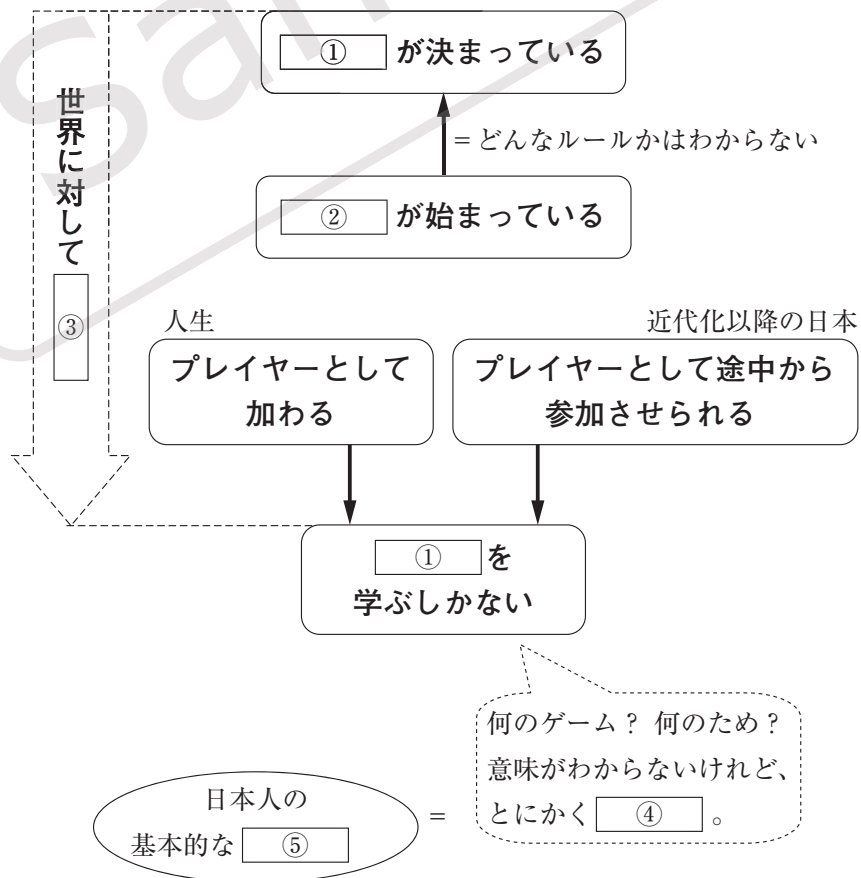 ① が決まっている
=どんなルールかはわからない
② が始まっている
世界に対して ③
人生
プレイヤーとして
加わる
近代化以降の日本
プレイヤーとして途中から
参加させられる
① を
学ぶしかない
何のゲーム? 何のため?
意味がわからないけれど、
とにかく ④ 。
日本人の
基本的な ⑤
=